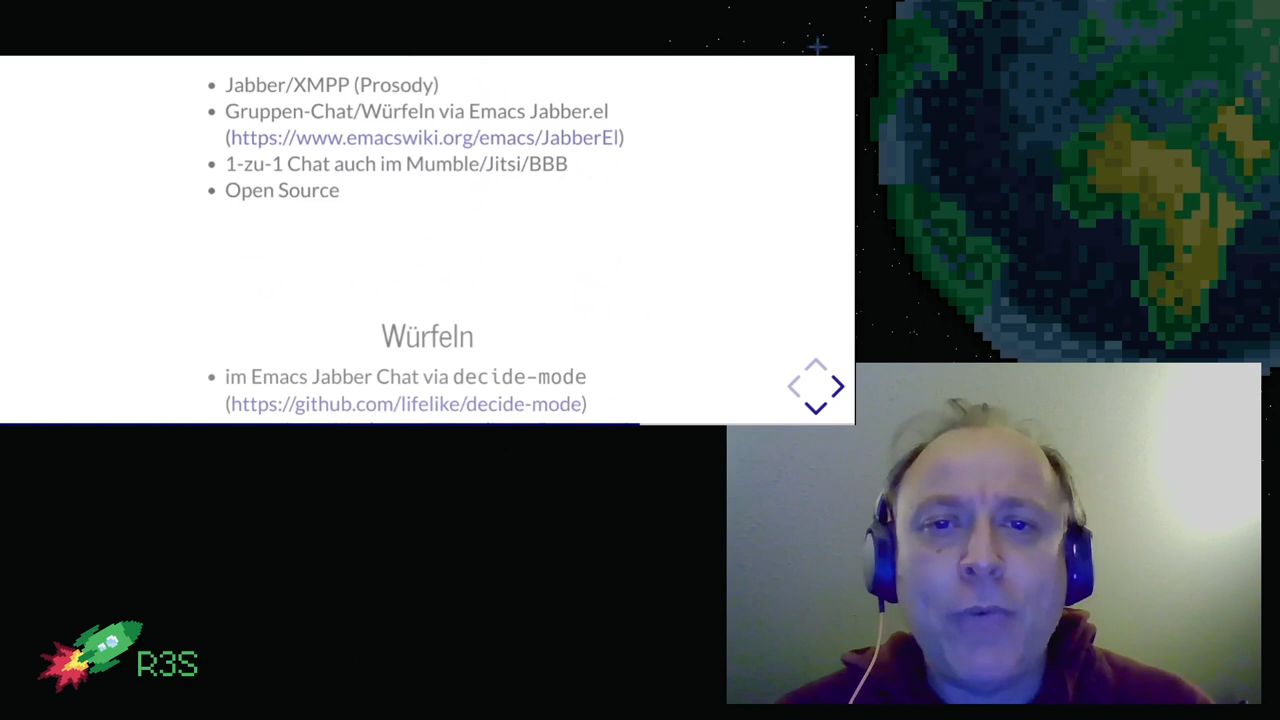 Jabber/XMPP (Prosody)
Gruppen-Chat/Würfeln via Emacs Jabber.el
(https://www.emacswiki.org/emacs/JabberEl)
1-zu-1 Chat auch im Mumble/Jitsi/BBB
Open Source
Würfeln
im Emacs Jabber Chat via decide-mode
(https://github.com/lifelike/decide-mode)
R3S